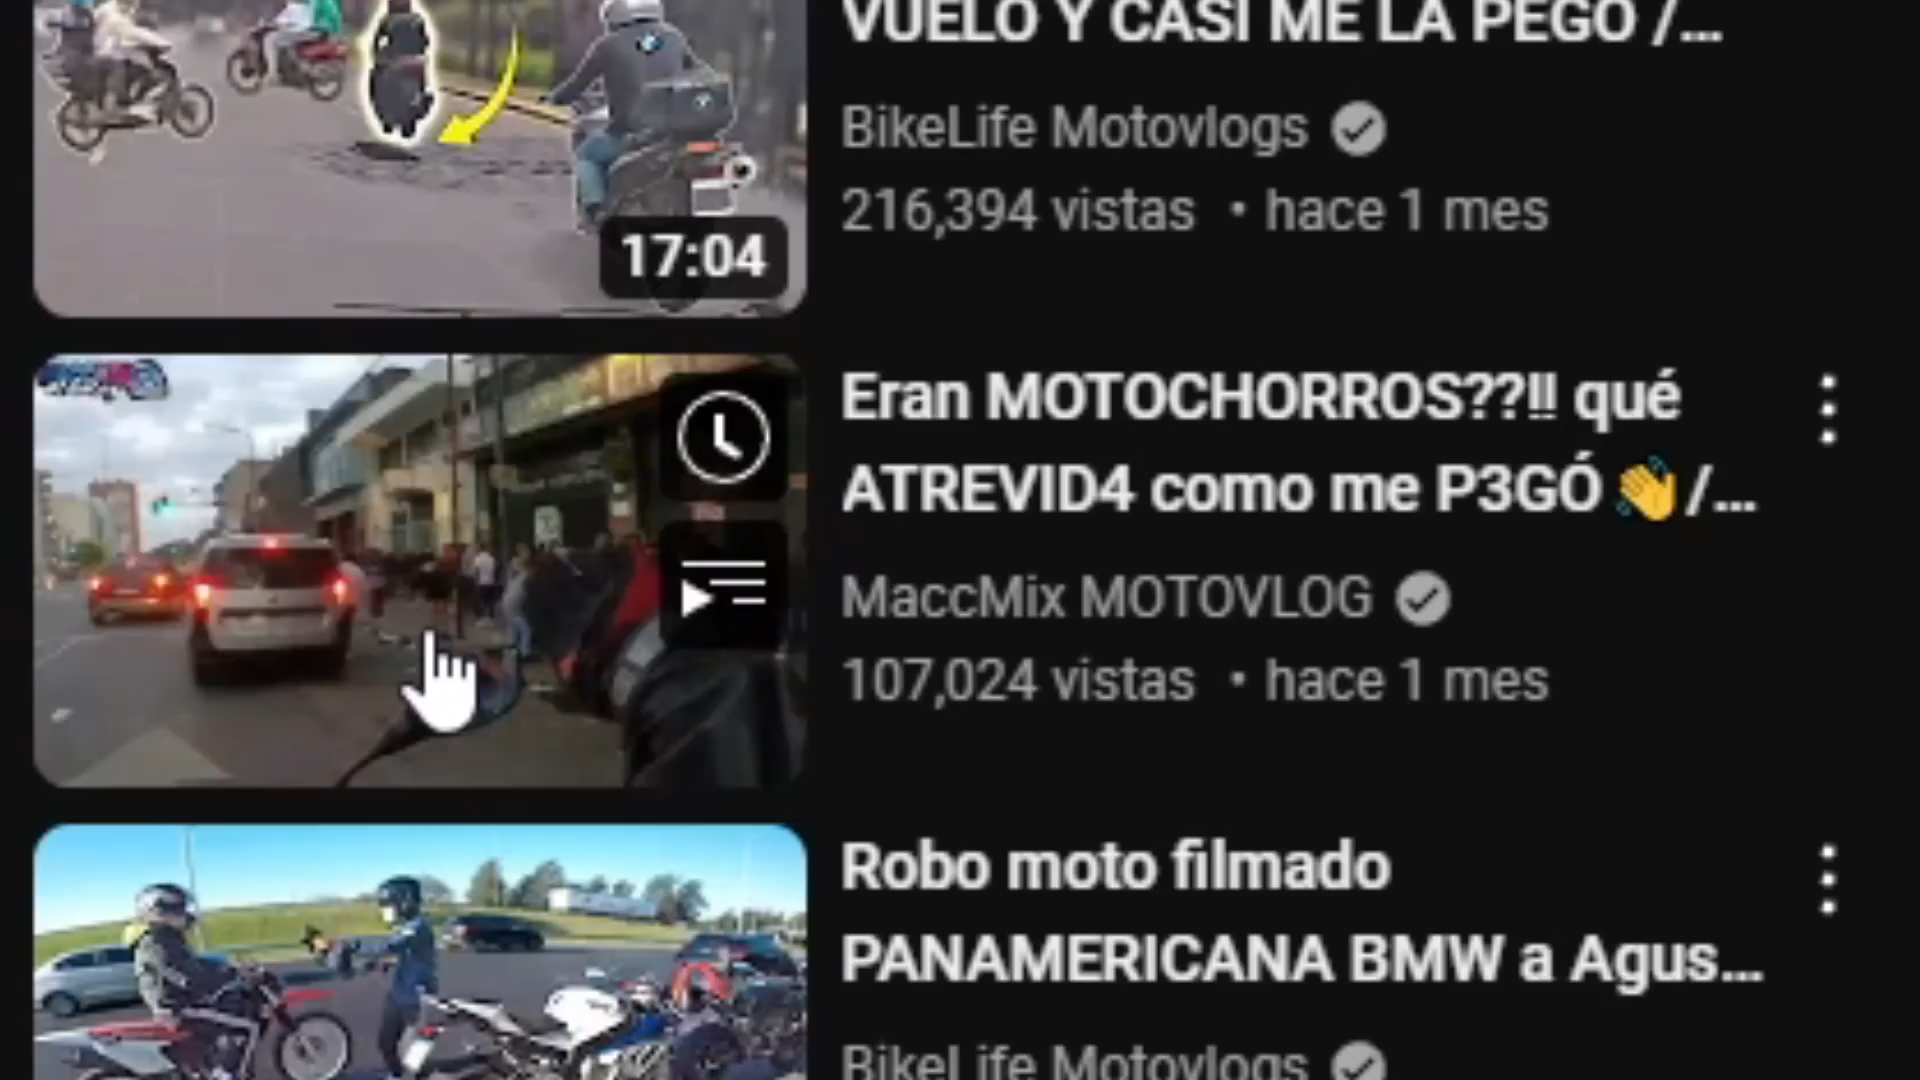 VUELO Y CASI ME LA PEGO /...
BikeLife Motovlogs
216,394 vistas • hace 1 mes
17:04
Eran MOTOCHORROS??!! qué
ATREVID4 como me P3GÓ 👋/...
MaccMix MOTOVLOG
107,024 vistas • hace 1 mes
Robo moto filmado
PANAMERICANA BMW a Agus...
BikeLife Motovlogs